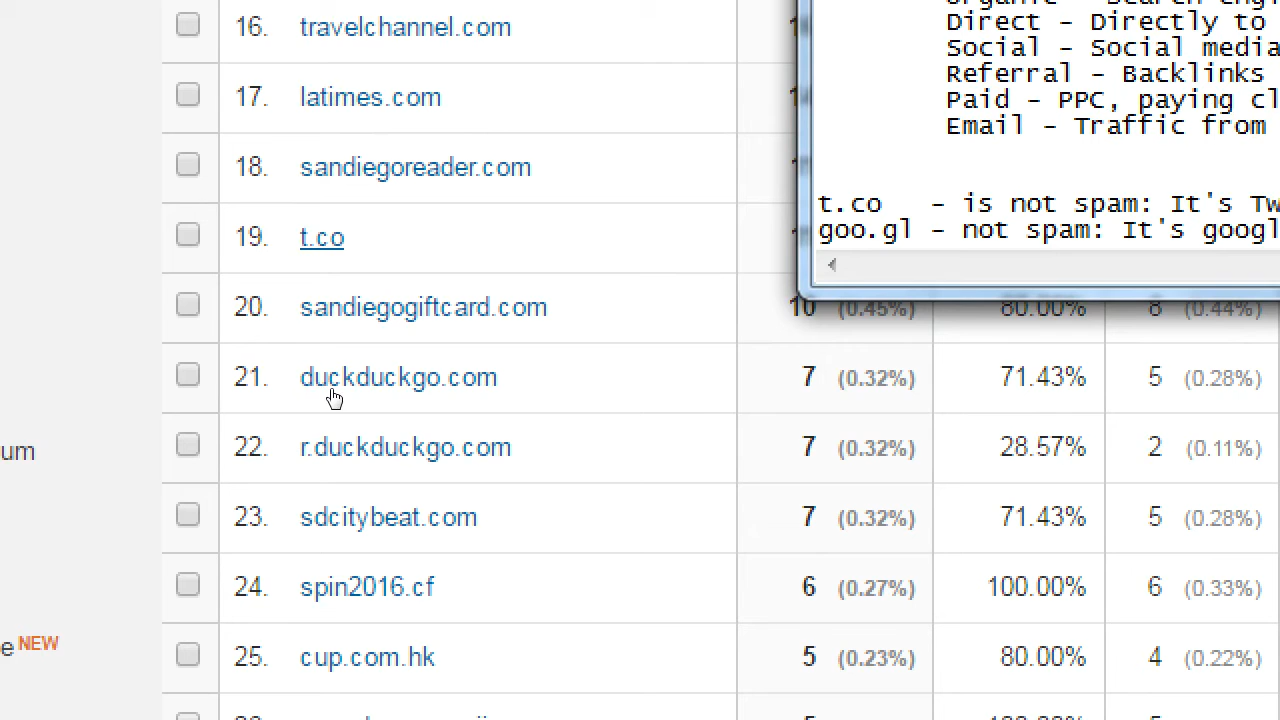 16. travelchannel.com
17. latimes.com
18. sandiegoreader.com
19. t.co
20. sandiegogiftcard.com 10 (0.45%) 80.00% 8 (0.44%)
21. duckduckgo.com 7 (0.32%) 71.43% 5 (0.28%)
22. r.duckduckgo.com 7 (0.32%) 28.57% 2 (0.11%)
23. sdcitybeat.com 7 (0.32%) 71.43% 5 (0.28%)
24. spin2016.cf 6 (0.27%) 100.00% 6 (0.33%)
25. cup.com.hk 5 (0.23%) 80.00% 4 (0.22%)
um
e NEW
Direct - Directly to
Social - Social media
Referral - Backlinks
Paid - PPC, paying cl
Email - Traffic from
t.co - is not spam: It's Tw
goo.gl - not spam: It's googl